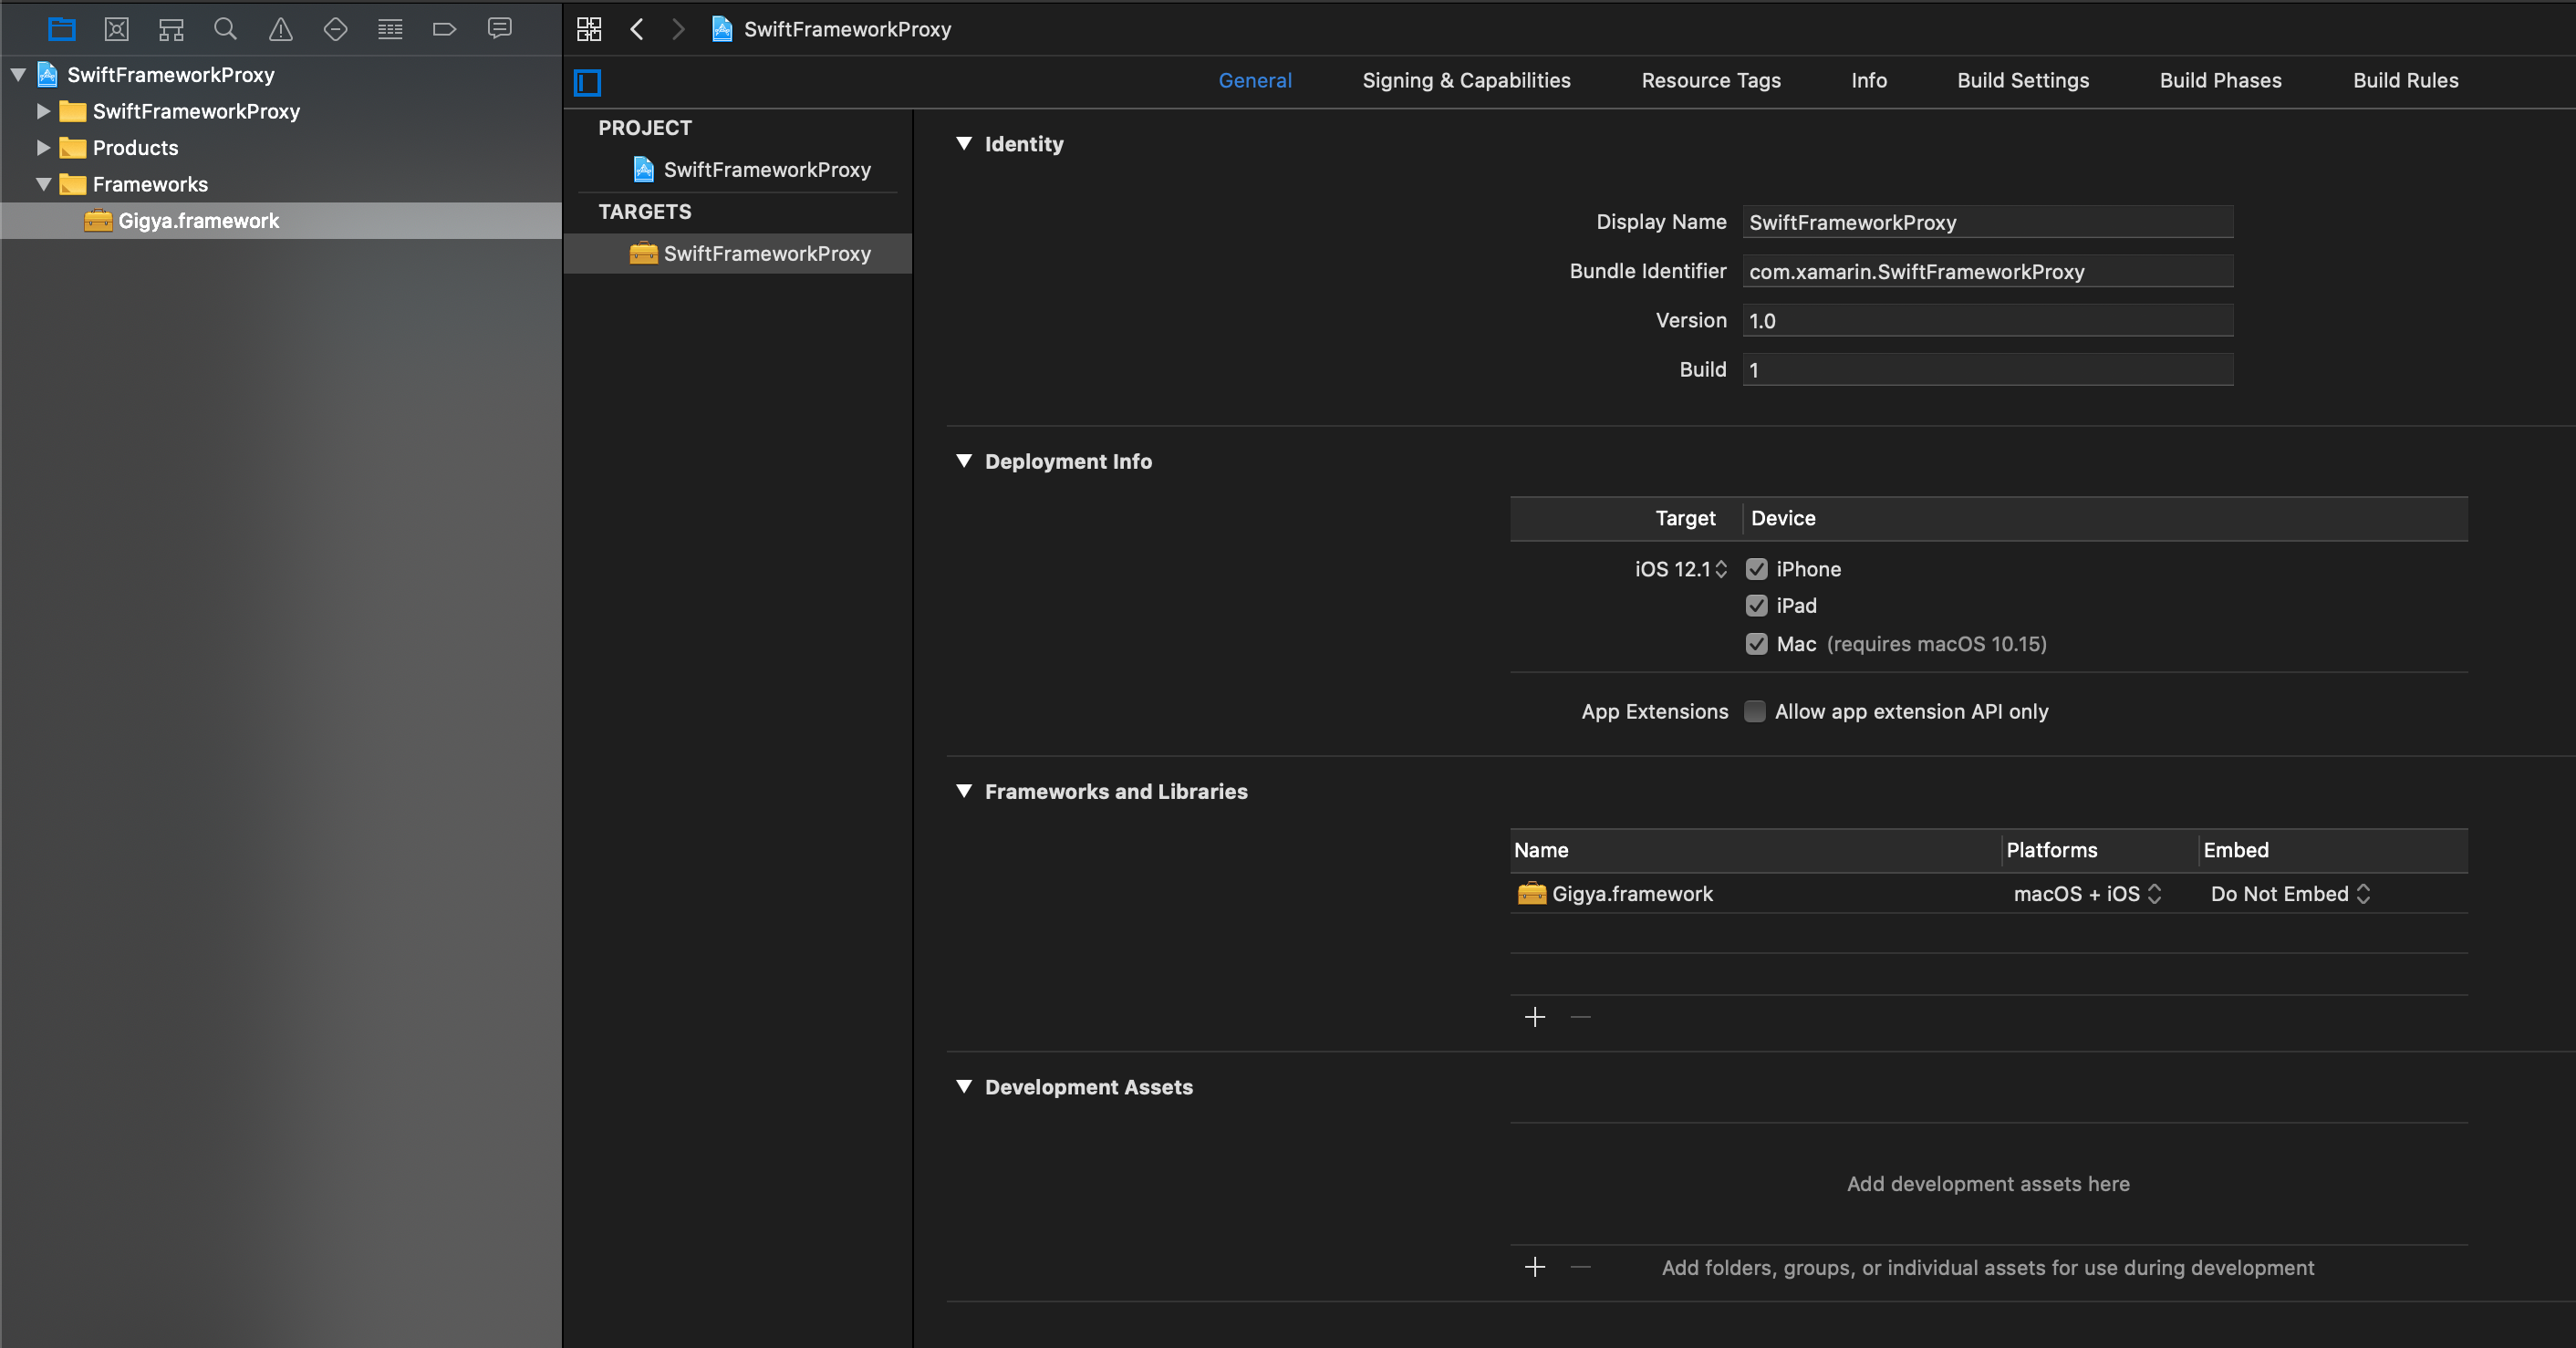 SwiftFrameworkProxy
SwiftFrameworkProxy
SwiftFrameworkProxy
Products
Frameworks
Gigya.framework
General Signing & Capabilities Resource Tags Info Build Settings Build Phases Build Rules
PROJECT
SwiftFrameworkProxy
TARGETS
SwiftFrameworkProxy
Identity
Display Name SwiftFrameworkProxy
Bundle Identifier com.xamarin.SwiftFrameworkProxy
Version 1.0
Build 1
Deployment Info
Target Device
iOS 12.1 iPhone
iPad
Mac (requires macOS 10.15)
App Extensions Allow app extension API only
Frameworks and Libraries
Name Platforms Embed
Gigya.framework macOS + iOS Do Not Embed
Development Assets
Add development assets here
Add folders, groups, or individual assets for use during development